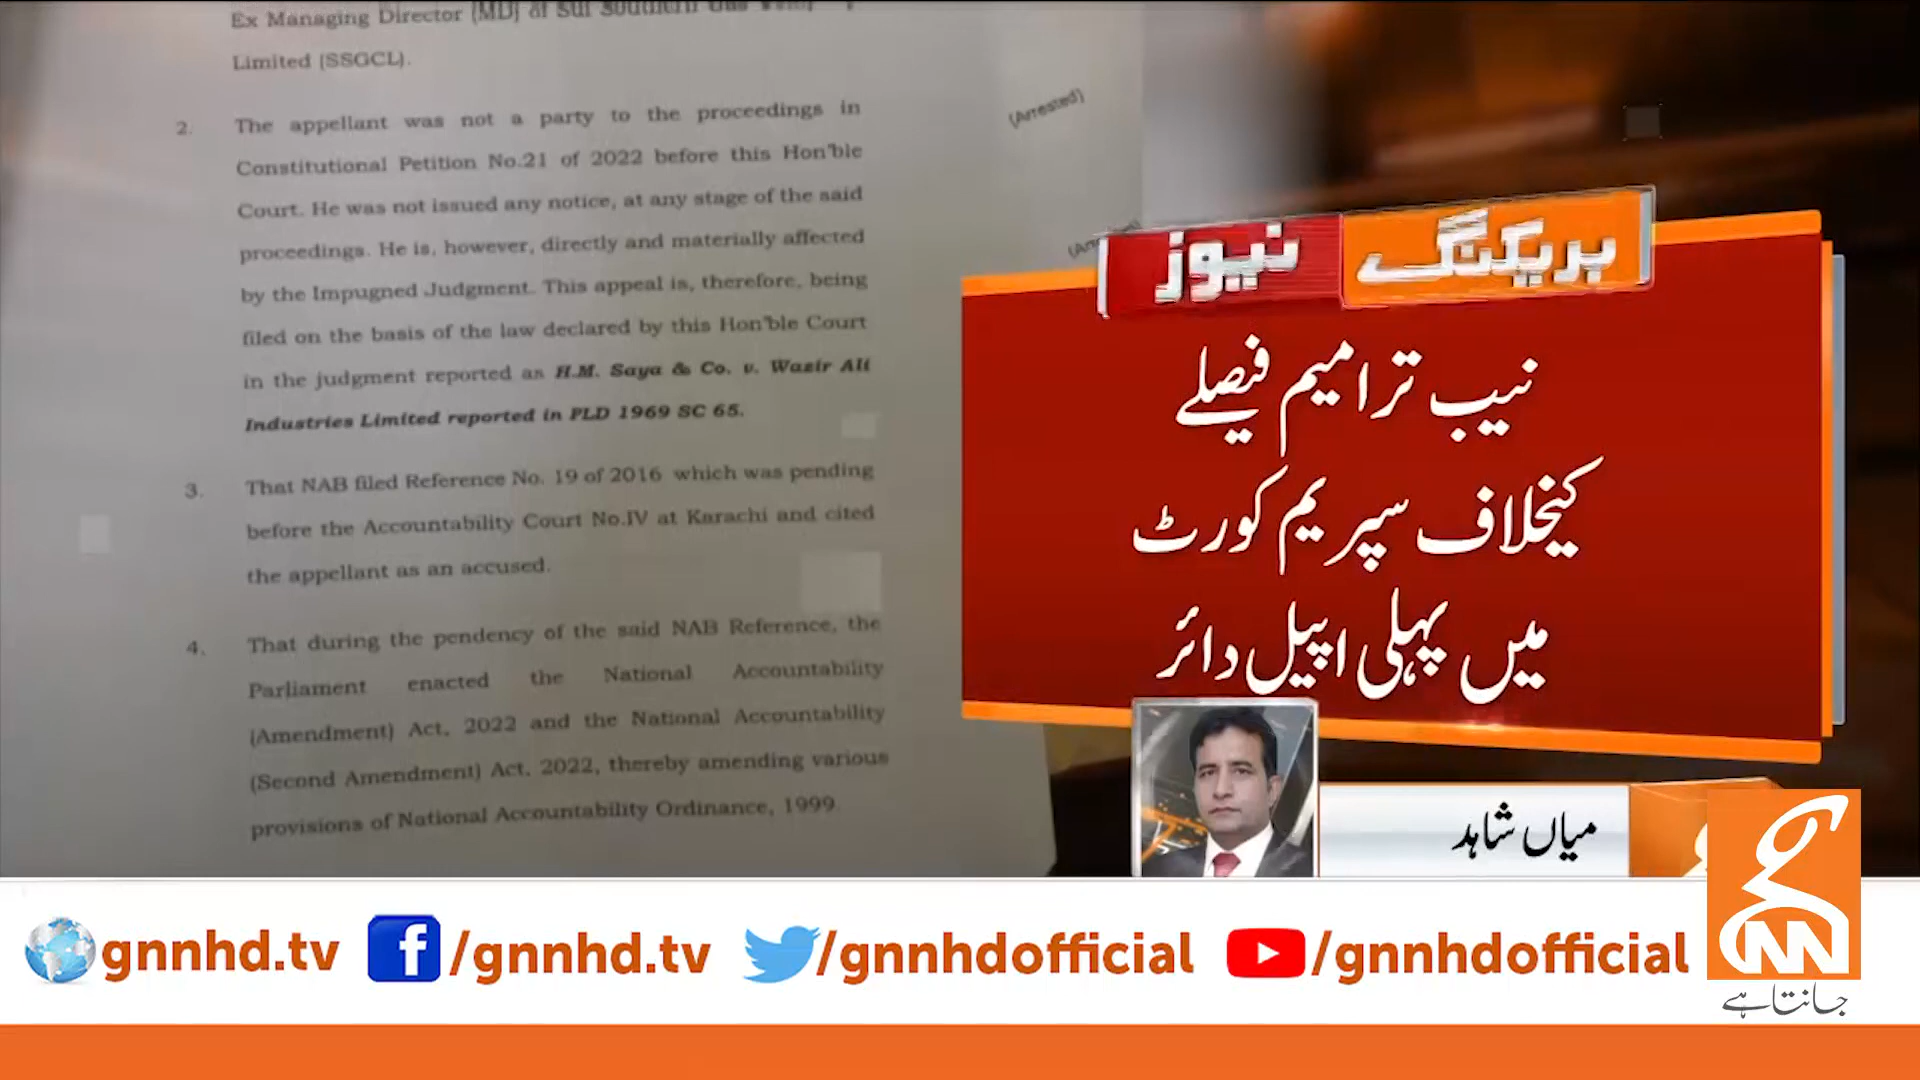 Ex Managing Director (MD) of Sui Southern Gas
Limited (SSGCL).
2. The appellant was not a party to the proceedings in
Constitutional Petition No.21 of 2022 before this Hon'ble
Court. He was not issued any notice, at any stage of the said
proceedings. He is, however, directly and materially affected
by the Impugned Judgment. This appeal is, therefore, being
filed on the basis of the law declared by this Hon'ble Court
in the judgment reported as H.M. Saya & Co. v. Wazir Ali
Industries Limited reported in PLD 1969 SC 65.
3. That NAB filed Reference No. 19 of 2016 which was pending
before the Accountability Court No.IV at Karachi and cited
the appellant as an accused.
4. That during the pendency of the said NAB Reference, the
Parliament enacted the National Accountability
(Amendment) Act, 2022 and the National Accountability
(Second Amendment) Act, 2022, thereby amending various
provisions of National Accountability Ordinance, 1999
(Arrested)
بریکنگ نیوز
نیب ترامیم فیصلے
کیخلاف سپریم کورٹ
میں پہلی اپیل دائر
میاں شاہد
gnnhd.tv /gnnhd.tv /gnnhdofficial /gnnhdofficial
GNN
جانتا ہے